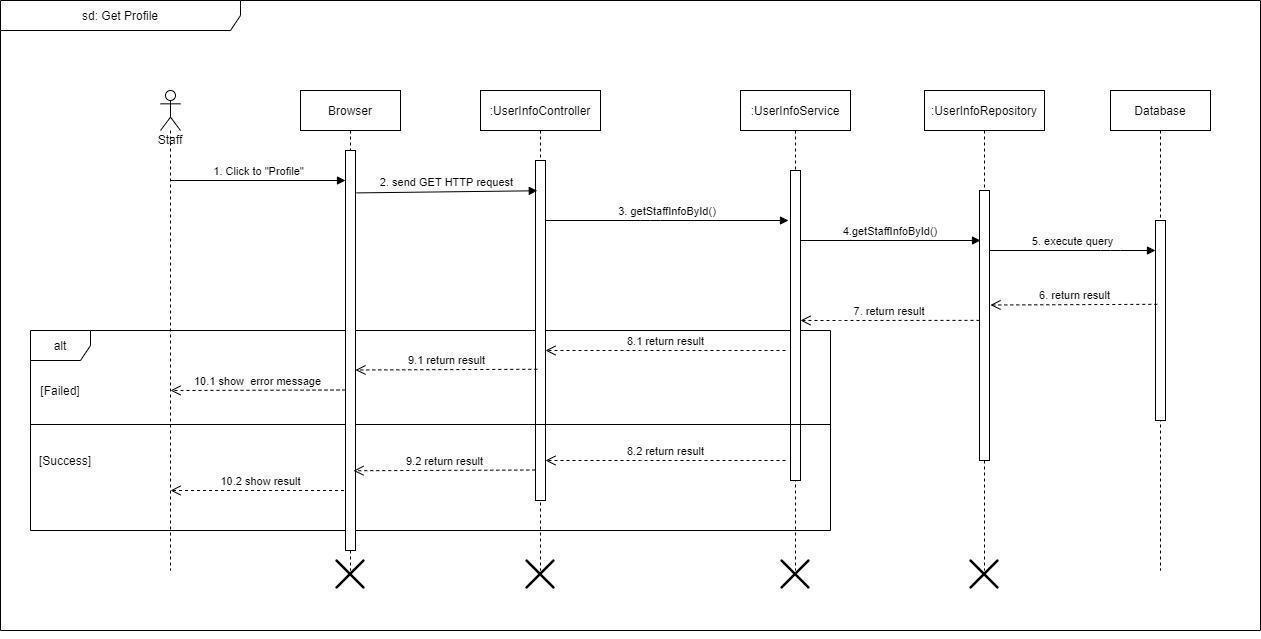 sd: Get Profile
Staff
Browser
:UserInfoController
:UserInfoService
:UserInfoRepository
Database
1. Click to "Profile"
2. send GET HTTP request
3. getStaffInfoById()
4.getStaffInfoById()
5. execute query
6. return result
7. return result
alt
8.1 return result
9.1 return result
10.1 show  error message
[Failed]
8.2 return result
9.2 return result
[Success]
10.2 show result